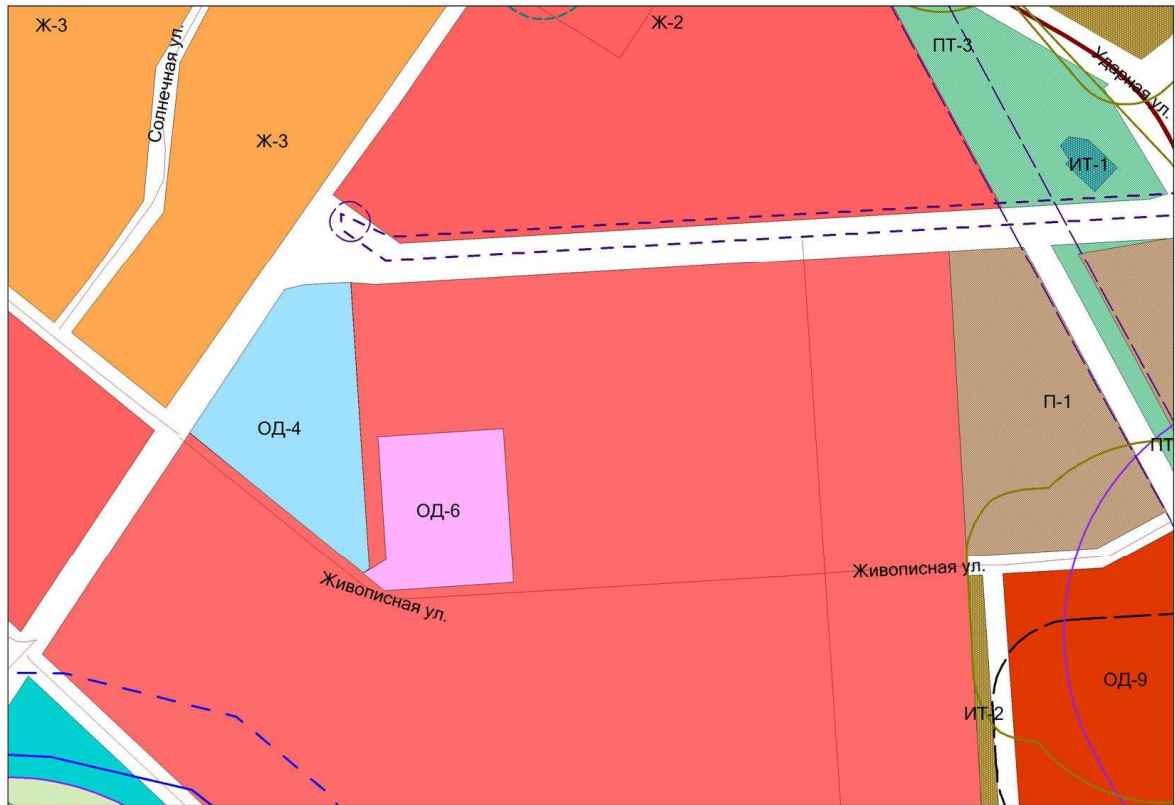 Ж-3
Ж-2
ПТ-3
Солнечная ул.
Ударная ул.
Ж-3
ИТ-1
П-1
ОД-4
ПТ
ОД-6
Живописная ул.
Живописная ул.
ОД-9
ИТ-2